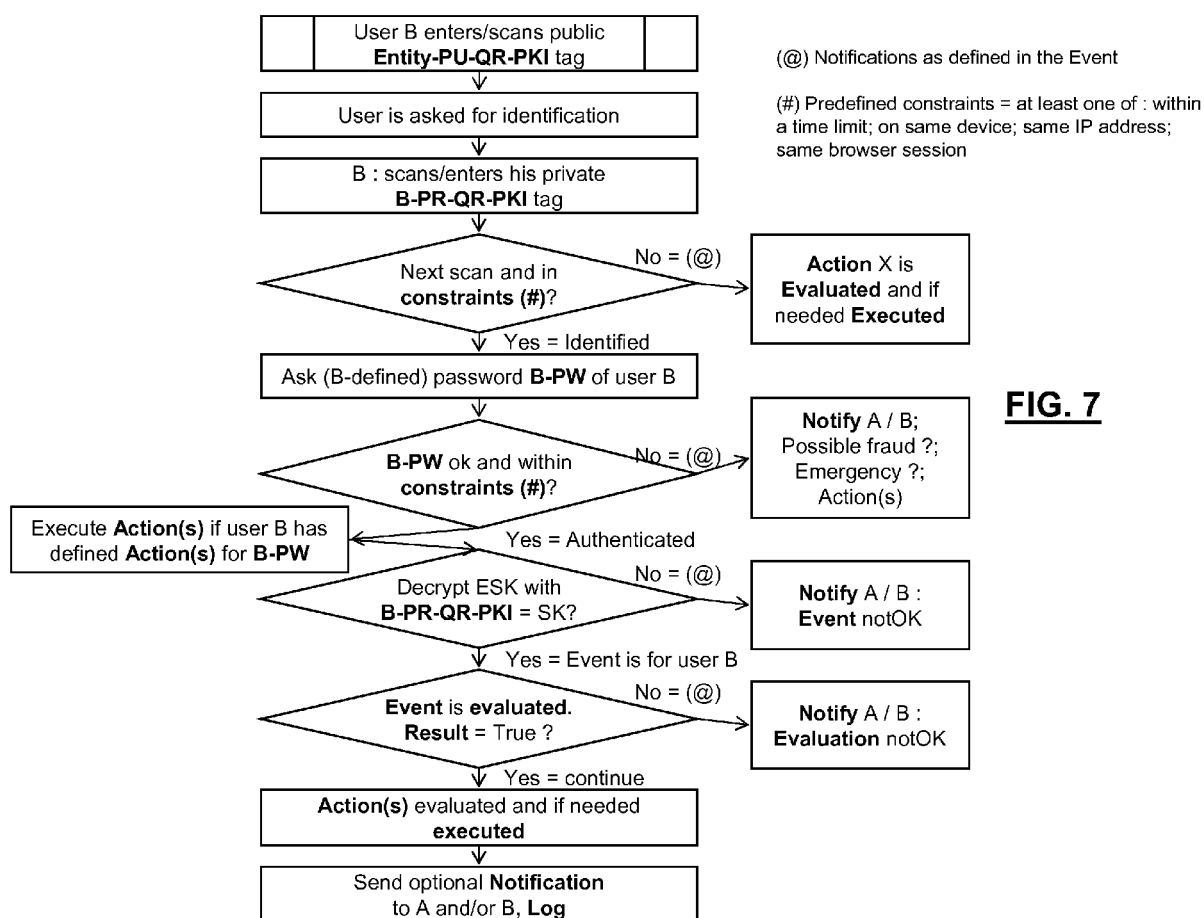 User B enters/scans public
Entity-PU-QR-PKI tag
(@) Notifications as defined in the Event
(#) Predefined constraints = at least one of : within
a time limit; on same device; same IP address;
same browser session
User is asked for identification
B : scans/enters his private
B-PR-QR-PKI tag
No = (@)
Next scan and in
constraints (#)?
Action X is
Evaluated and if
needed Executed
Yes = Identified
Ask (B-defined) password B-PW of user B
FIG. 7
No = (@)
B-PW ok and within
constraints (#)?
Notify A / B;
Possible fraud ?;
Emergency ?;
Action(s)
Execute Action(s) if user B has
defined Action(s) for B-PW
Yes = Authenticated
No = (@)
Decrypt ESK with
B-PR-QR-PKI = SK?
Notify A / B :
Event notOK
Yes = Event is for user B
No = (@)
Event is evaluated.
Result = True ?
Notify A / B :
Evaluation notOK
Yes = continue
Action(s) evaluated and if needed
executed
Send optional Notification
to A and/or B, Log